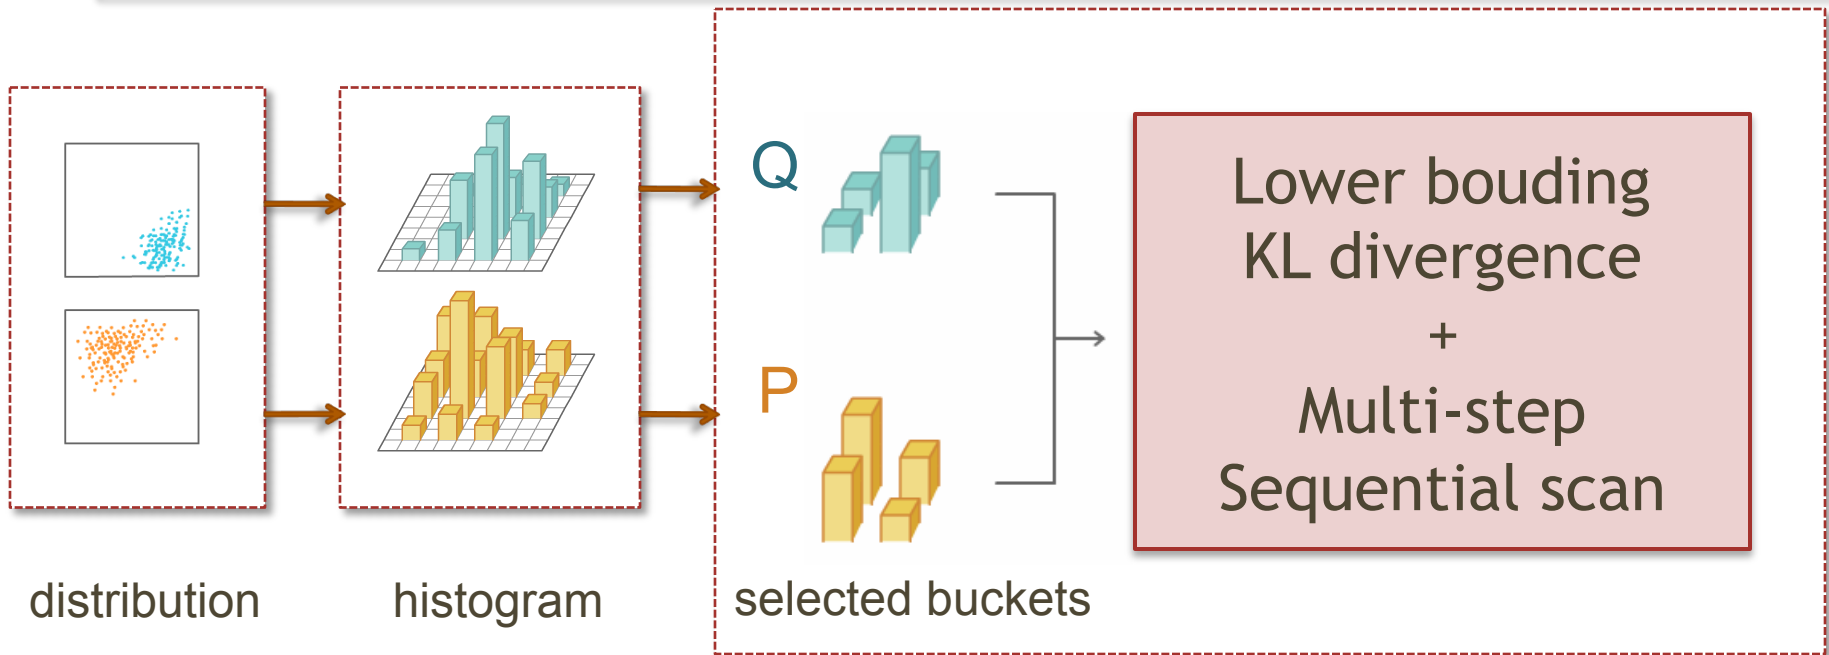 Q
P
Lower bouding
KL divergence
+
Multi-step
Sequential scan
distribution
histogram
selected buckets